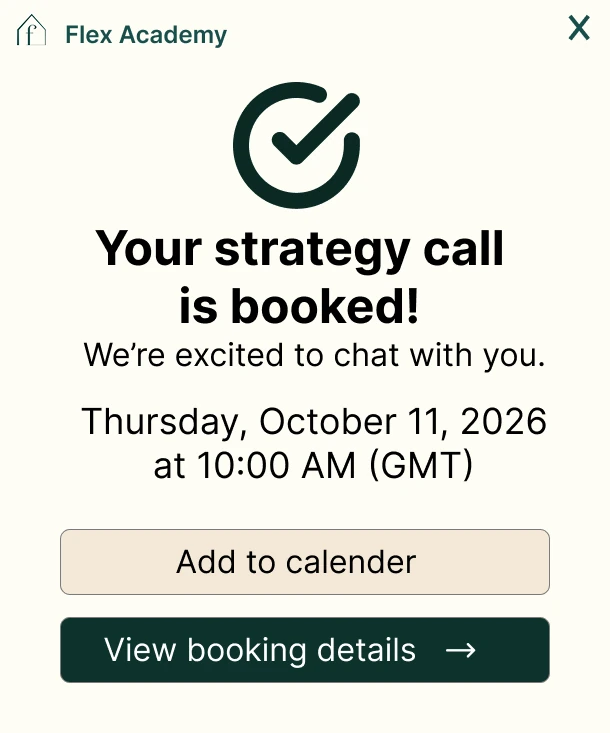 f Flex Academy
X
Your strategy call
is booked!
We’re excited to chat with you.
Thursday, October 11, 2026
at 10:00 AM (GMT)
Add to calender
View booking details →